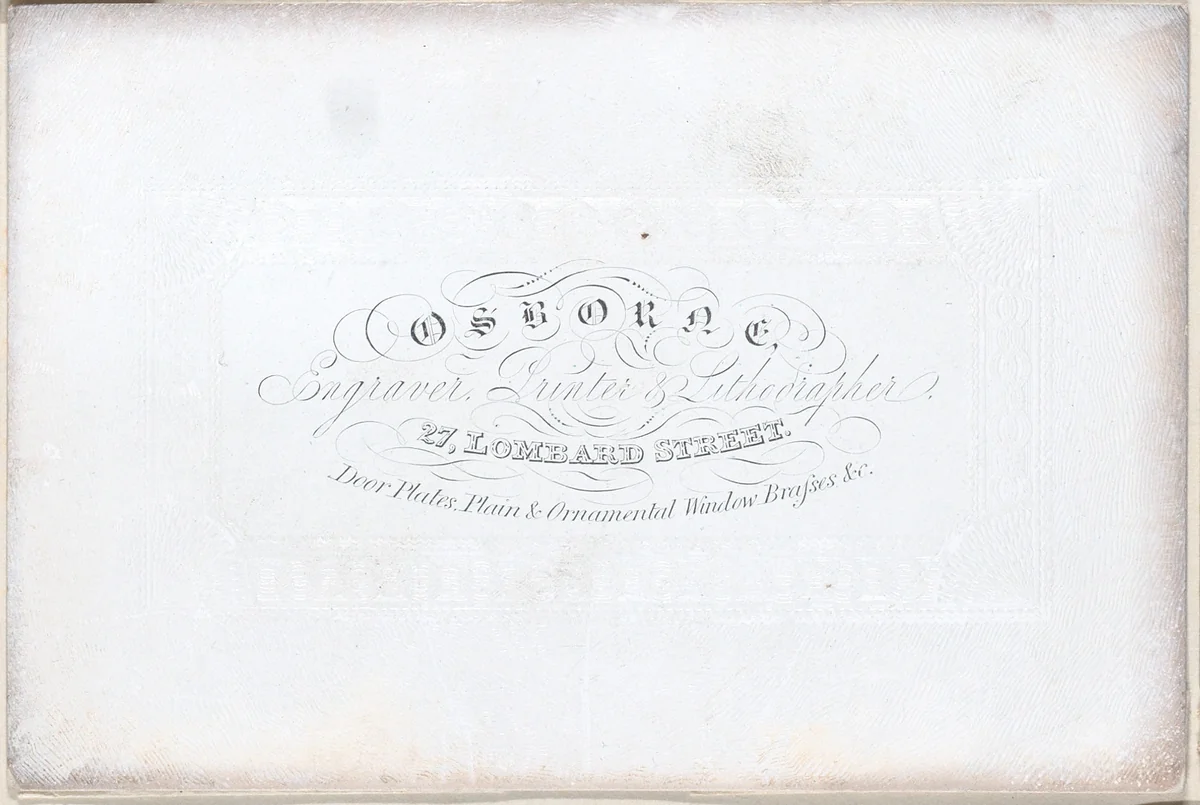 OSBORNE,
Engraver, Printer & Lithographer.
27, LOMBARD STREET.
Door Plates, Plain & Ornamental Window Braſses &c.